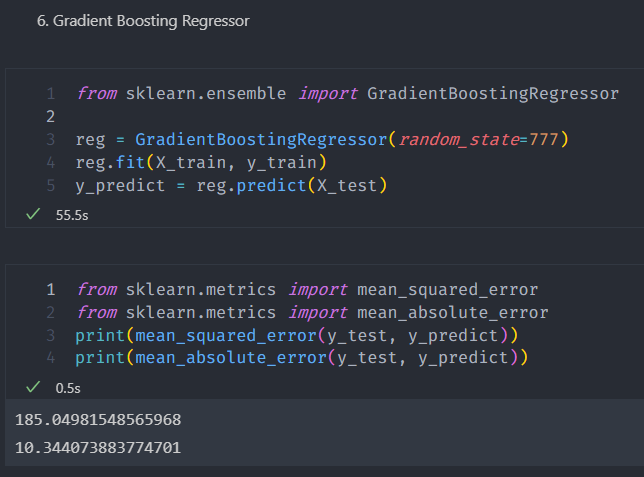 6. Gradient Boosting Regressor
1 from sklearn.ensemble import GradientBoostingRegressor
2
3 reg = GradientBoostingRegressor(random_state=777)
4 reg.fit(X_train, y_train)
5 y_predict = reg.predict(X_test)
✓ 55.5s
1 from sklearn.metrics import mean_squared_error
2 from sklearn.metrics import mean_absolute_error
3 print(mean_squared_error(y_test, y_predict))
4 print(mean_absolute_error(y_test, y_predict))
✓ 0.5s
185.04981548565968
10.344073883774701